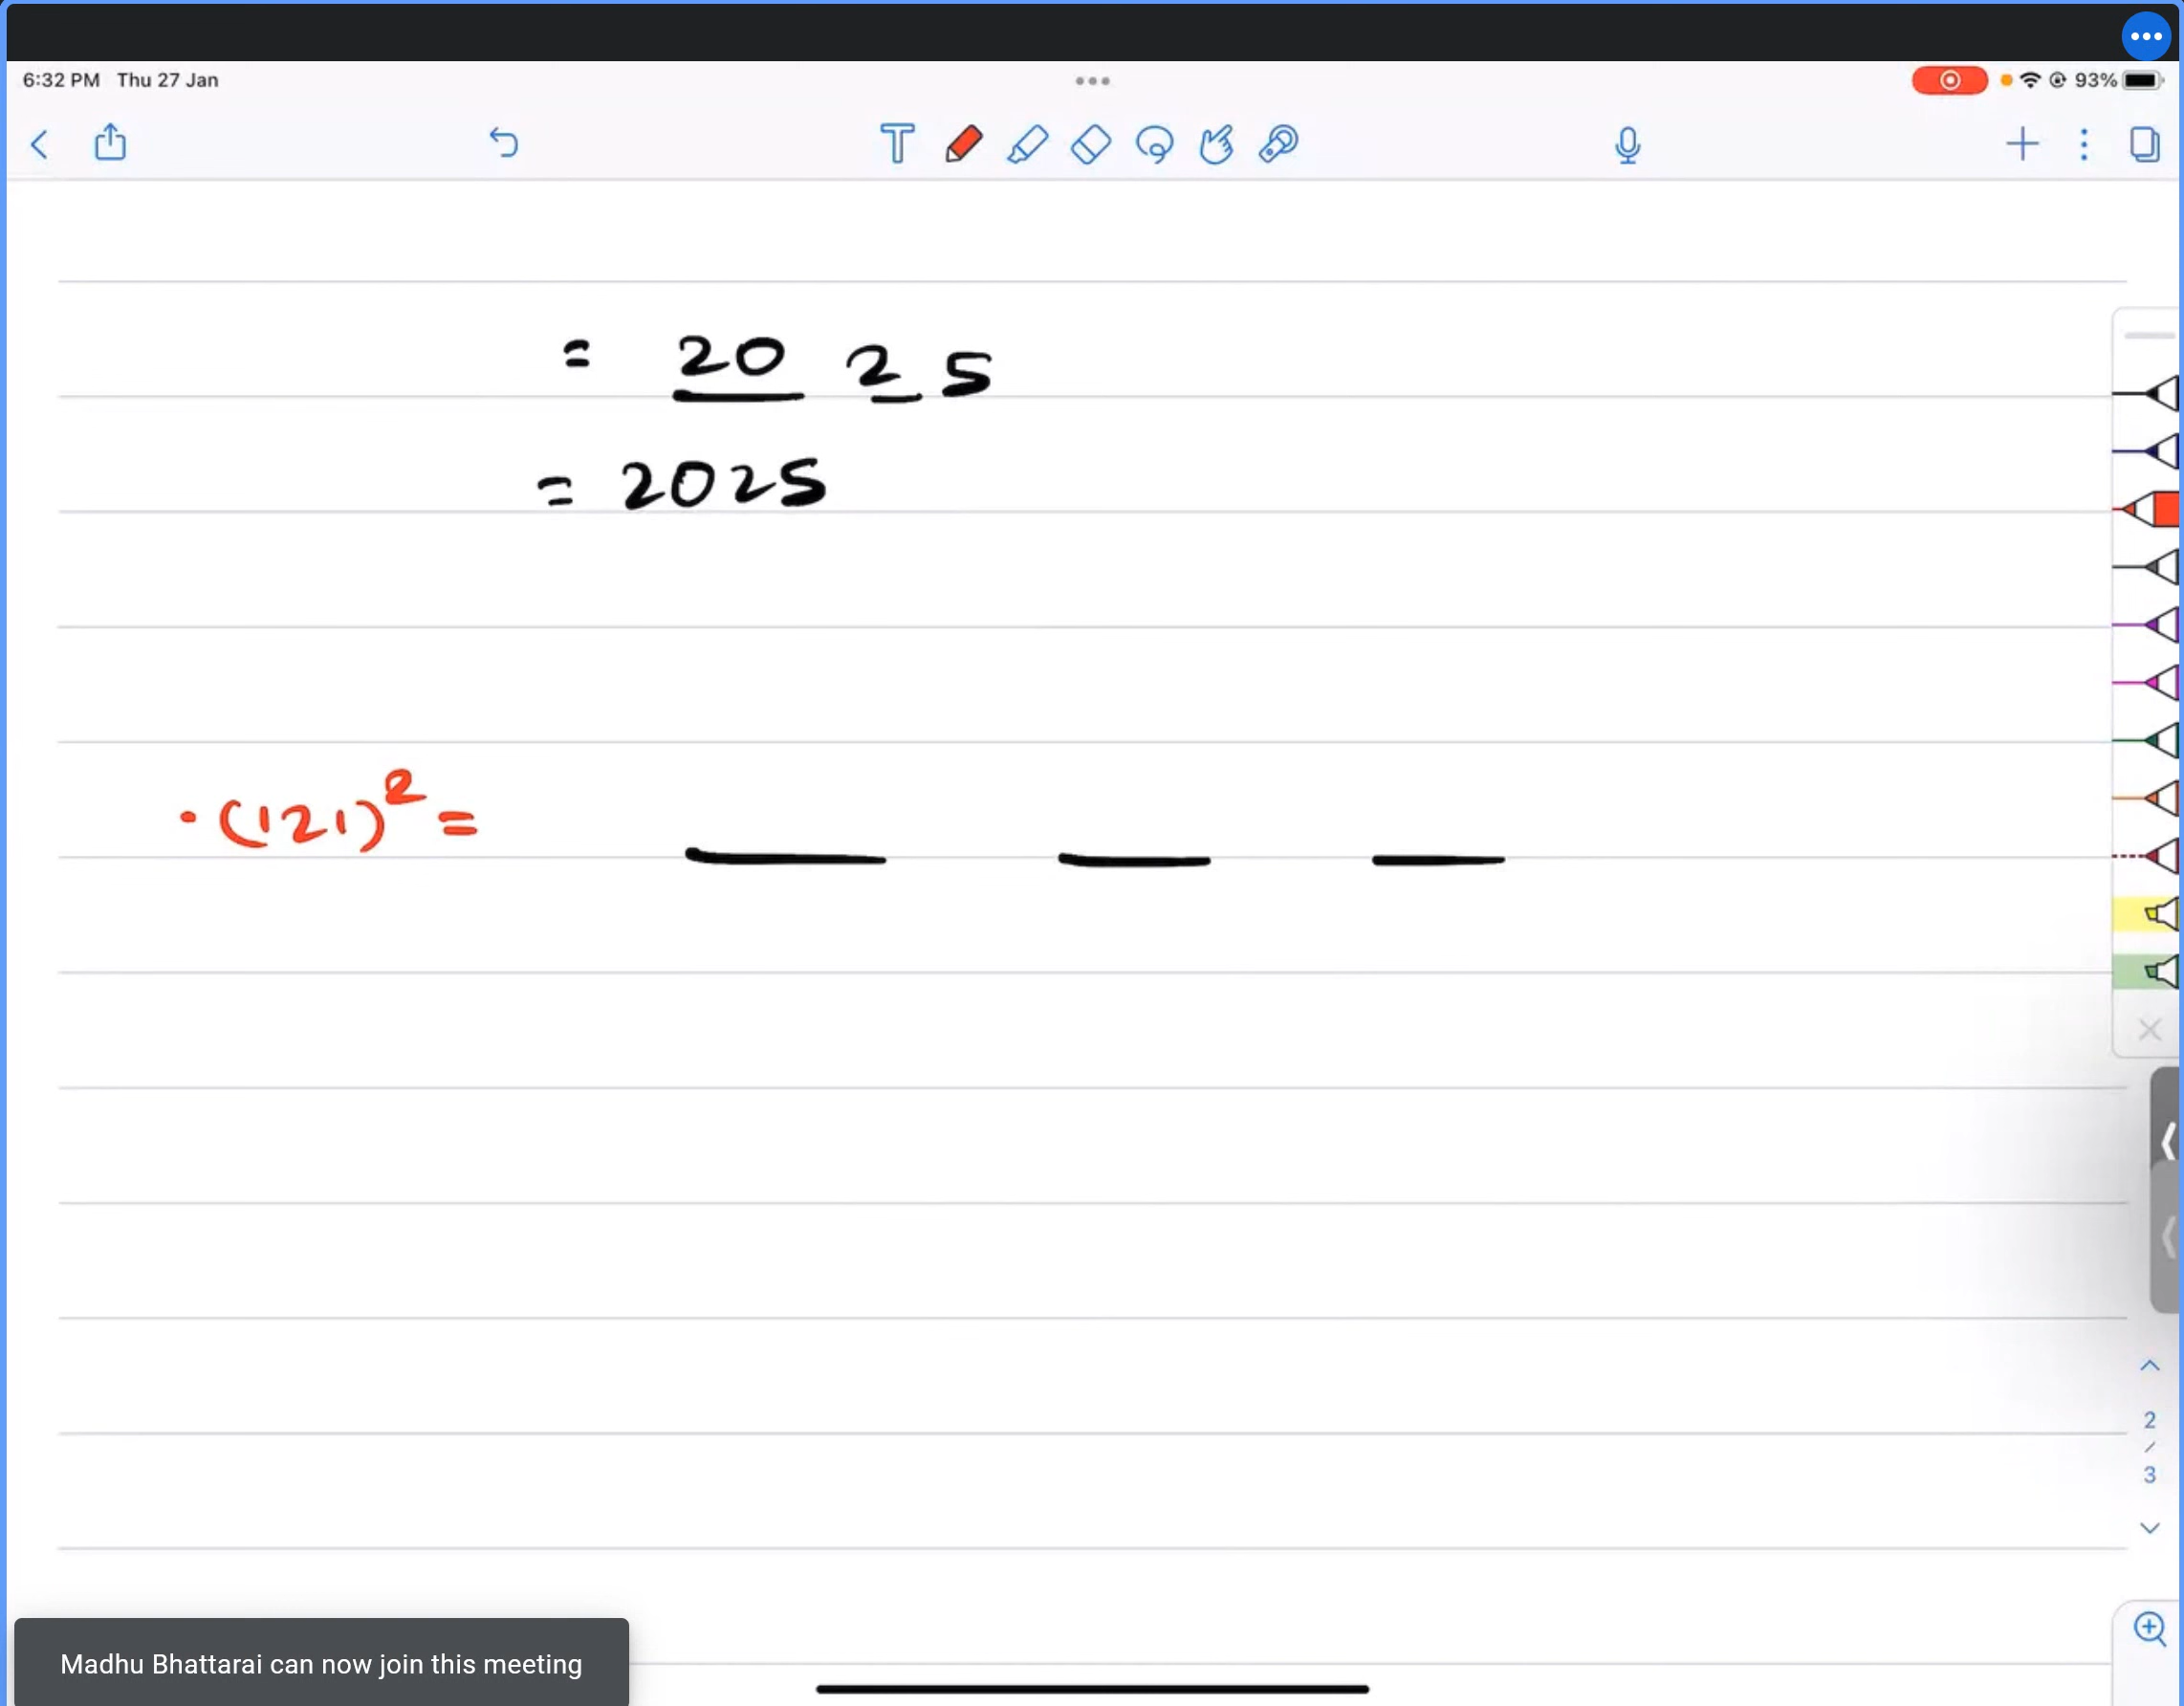 6:32 PM Thu 27 Jan
93%
T
= 20 2 5
= 2025
· (121)² =
2
/
3
Madhu Bhattarai can now join this meeting